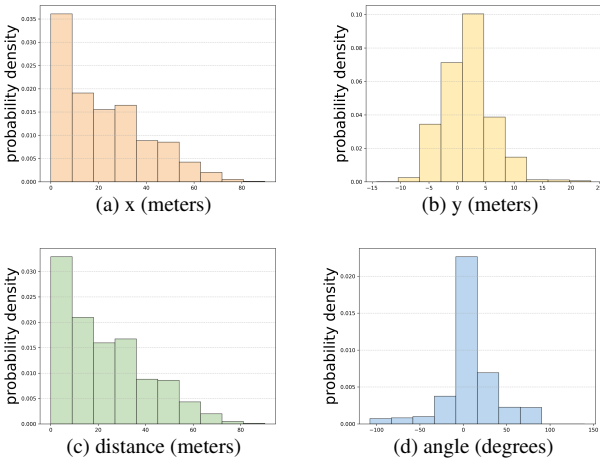 probability density
0.035
0.030
0.025
0.020
0.015
0.010
0.005
0.000
0 20 40 60 80
(a) x (meters)
probability density
0.10
0.08
0.06
0.04
0.02
0.00
−15 −10 −5 0 5 10 15 20 25
(b) y (meters)
probability density
0.030
0.025
0.020
0.015
0.010
0.005
0.000
0 20 40 60 80
(c) distance (meters)
probability density
0.020
0.015
0.010
0.005
0.000
−100 −50 0 50 100 150
(d) angle (degrees)